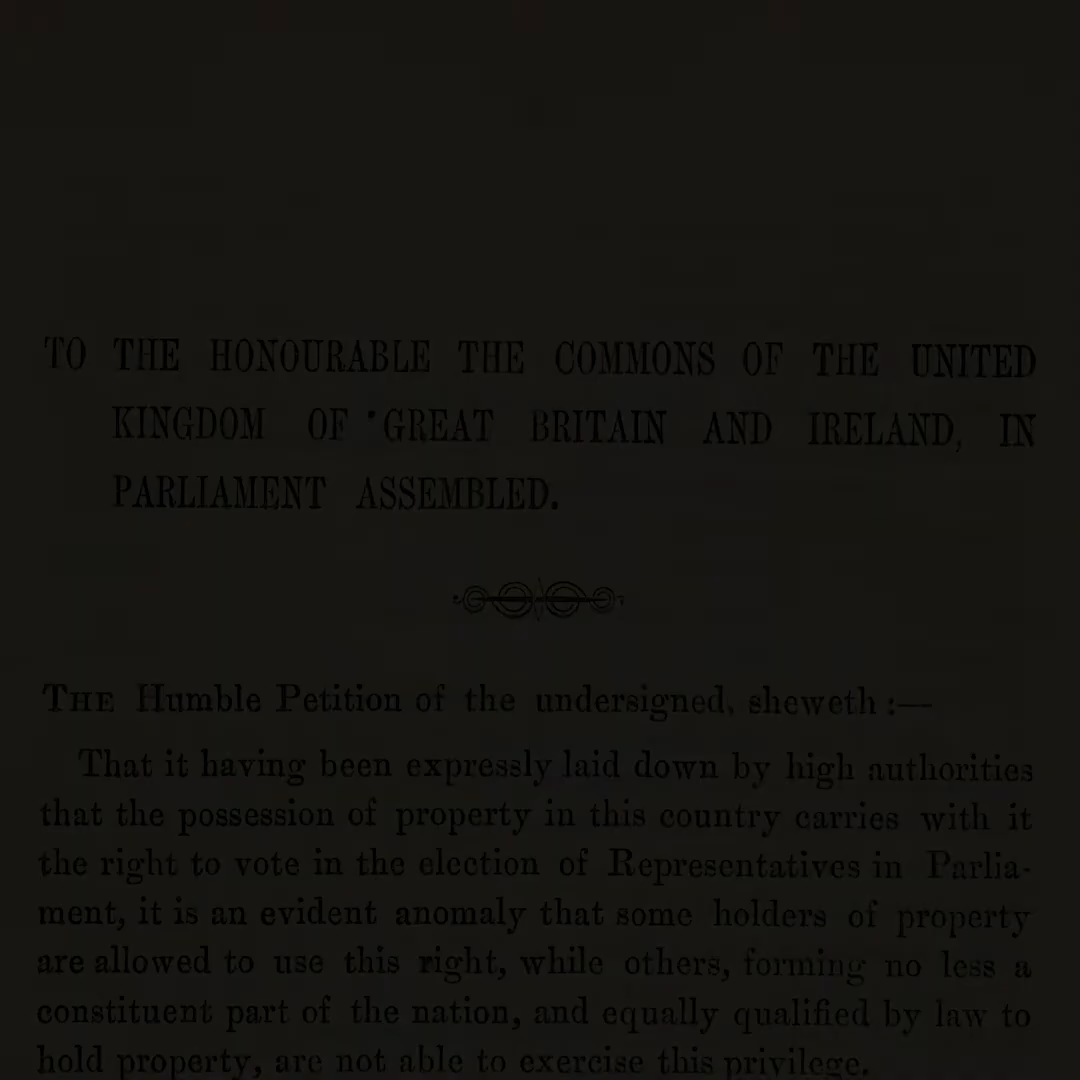 TO THE HONOURABLE THE COMMONS OF THE UNITED
KINGDOM OF GREAT BRITAIN AND IRELAND, IN
PARLIAMENT ASSEMBLED.
THE Humble Petition of the undersigned, sheweth :—
That it having been expressly laid down by high authorities
that the possession of property in this country carries with it
the right to vote in the election of Representatives in Parlia-
ment, it is an evident anomaly that some holders of property
are allowed to use this right, while others, forming no less a
constituent part of the nation, and equally qualified by law to
hold property, are not able to exercise this privilege.